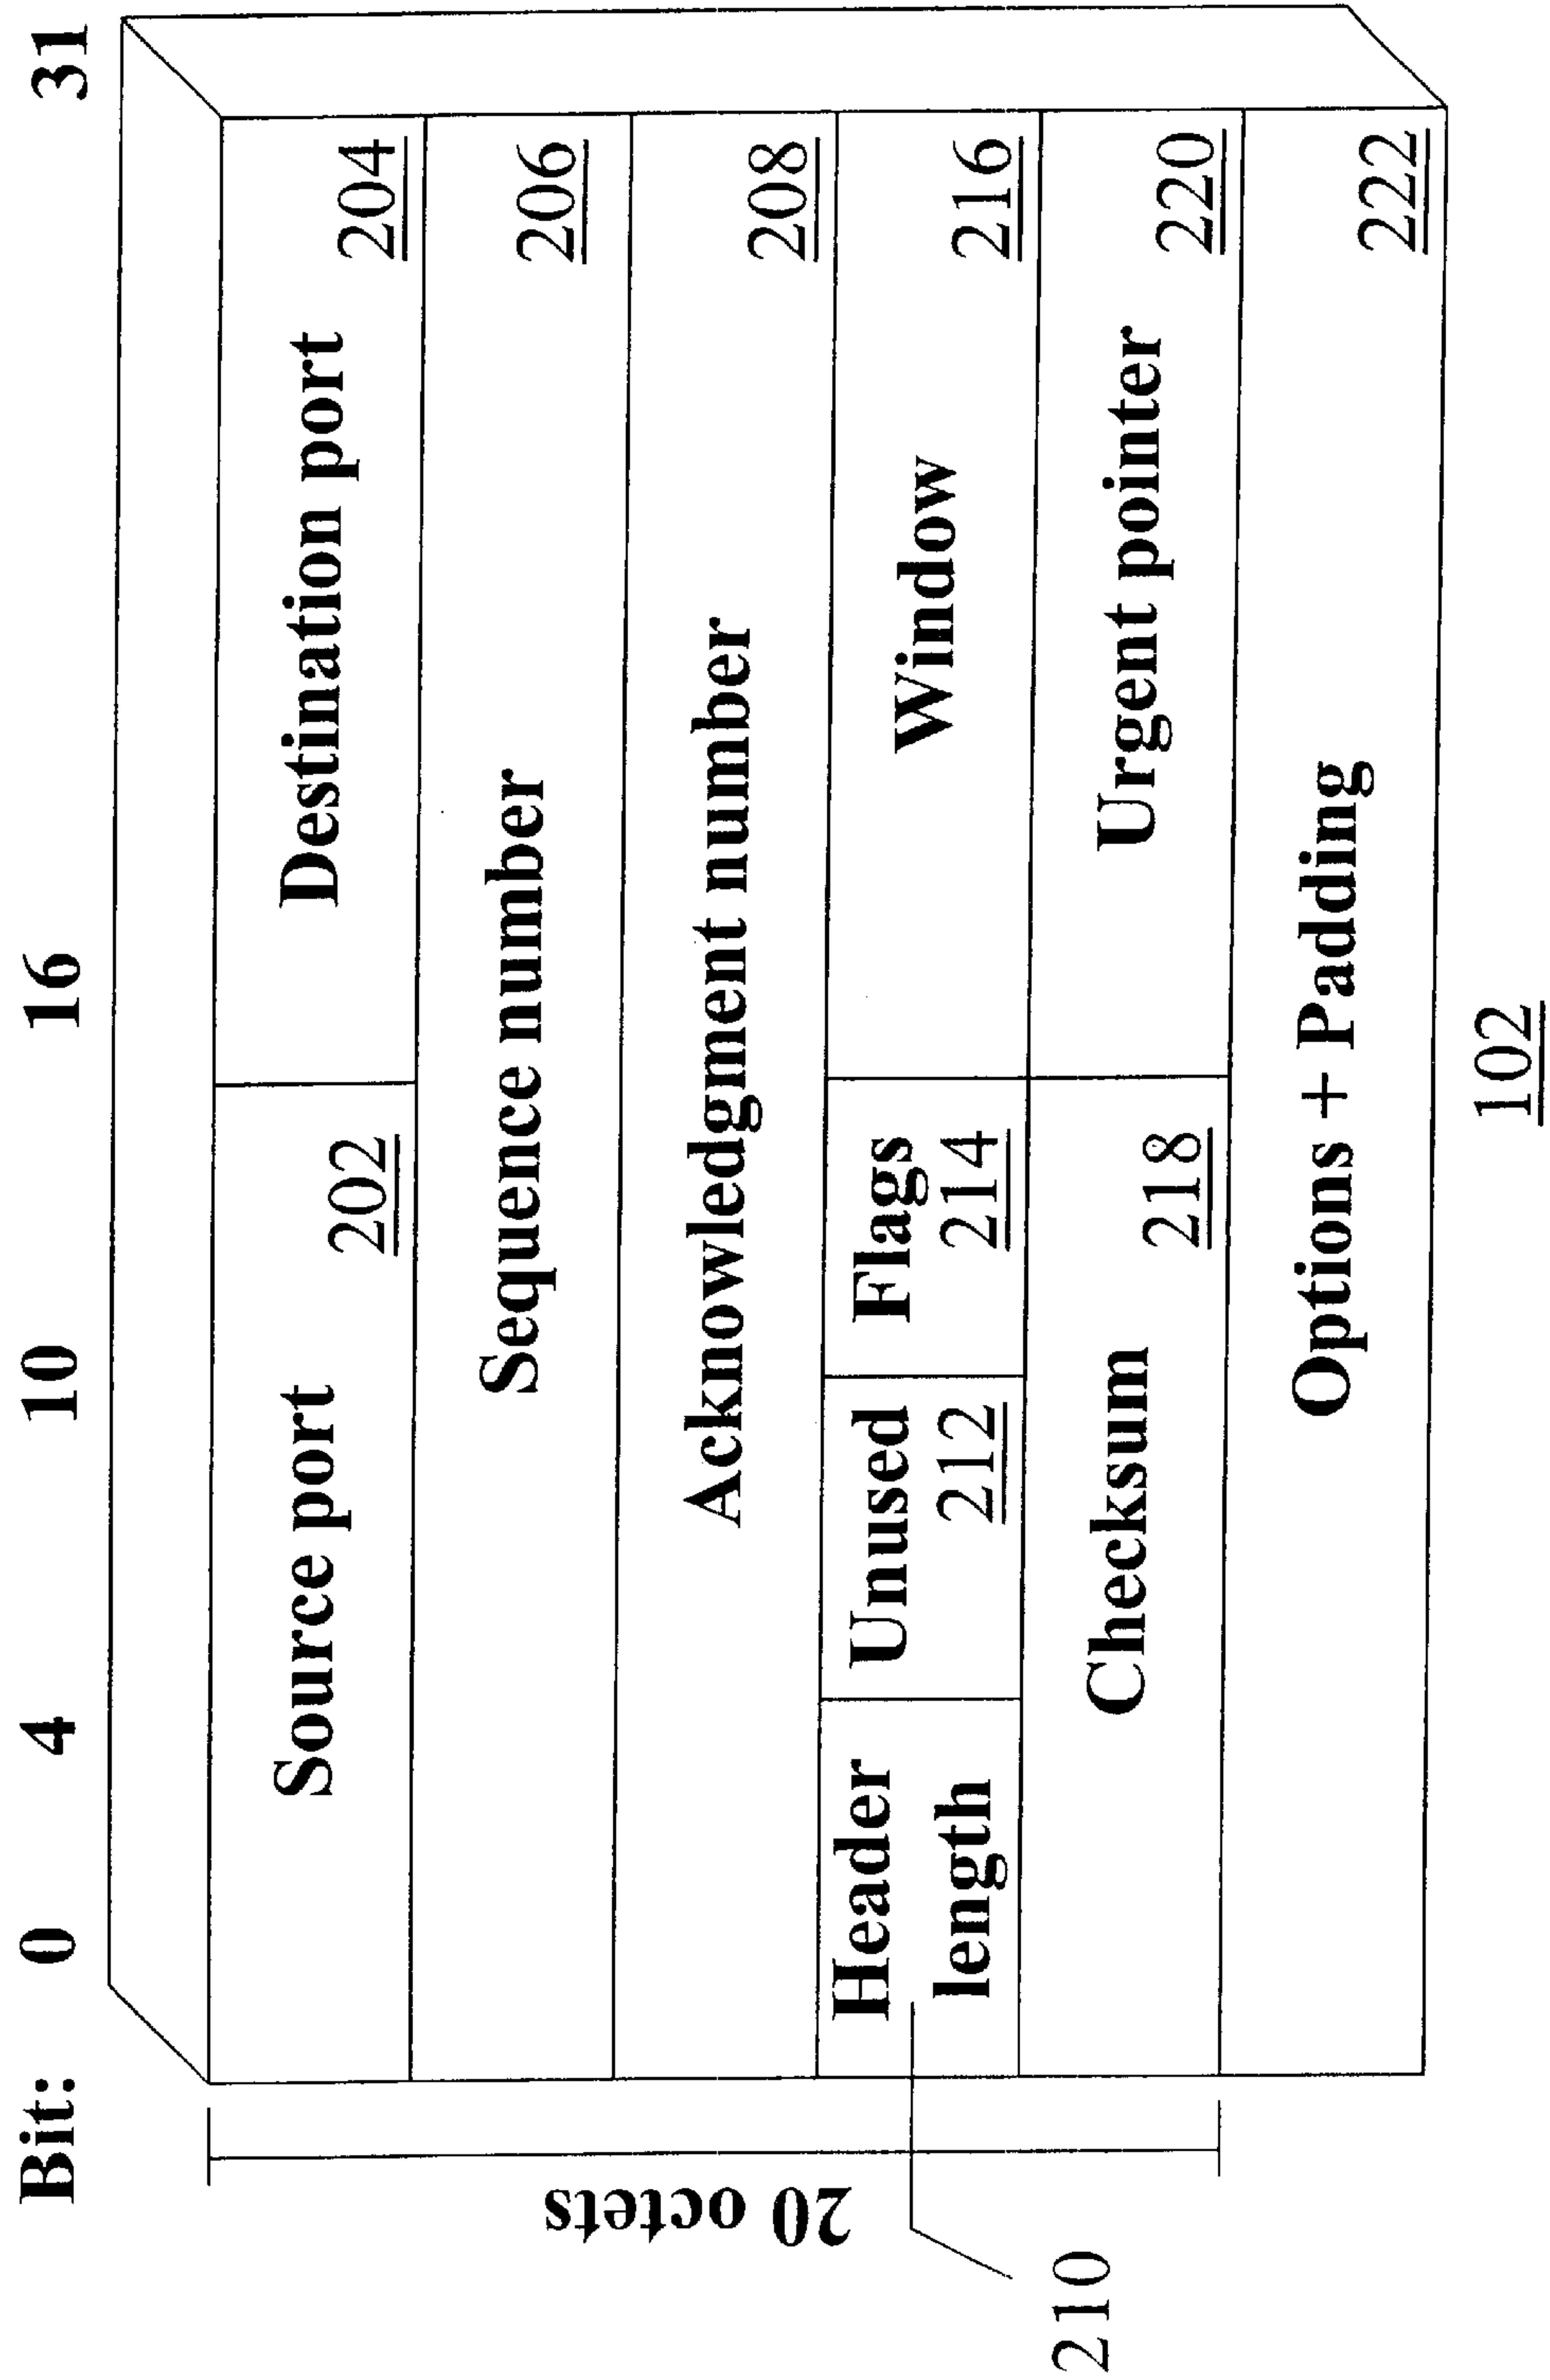 Bit: 0 4 10 16 31
Source port 202
Destination port 204
Sequence number 206
Acknowledgment number 208
Header length
Unused 212
Flags 214
Window 216
Checksum 218
Urgent pointer 220
Options + Padding 222
20 octets
210
102